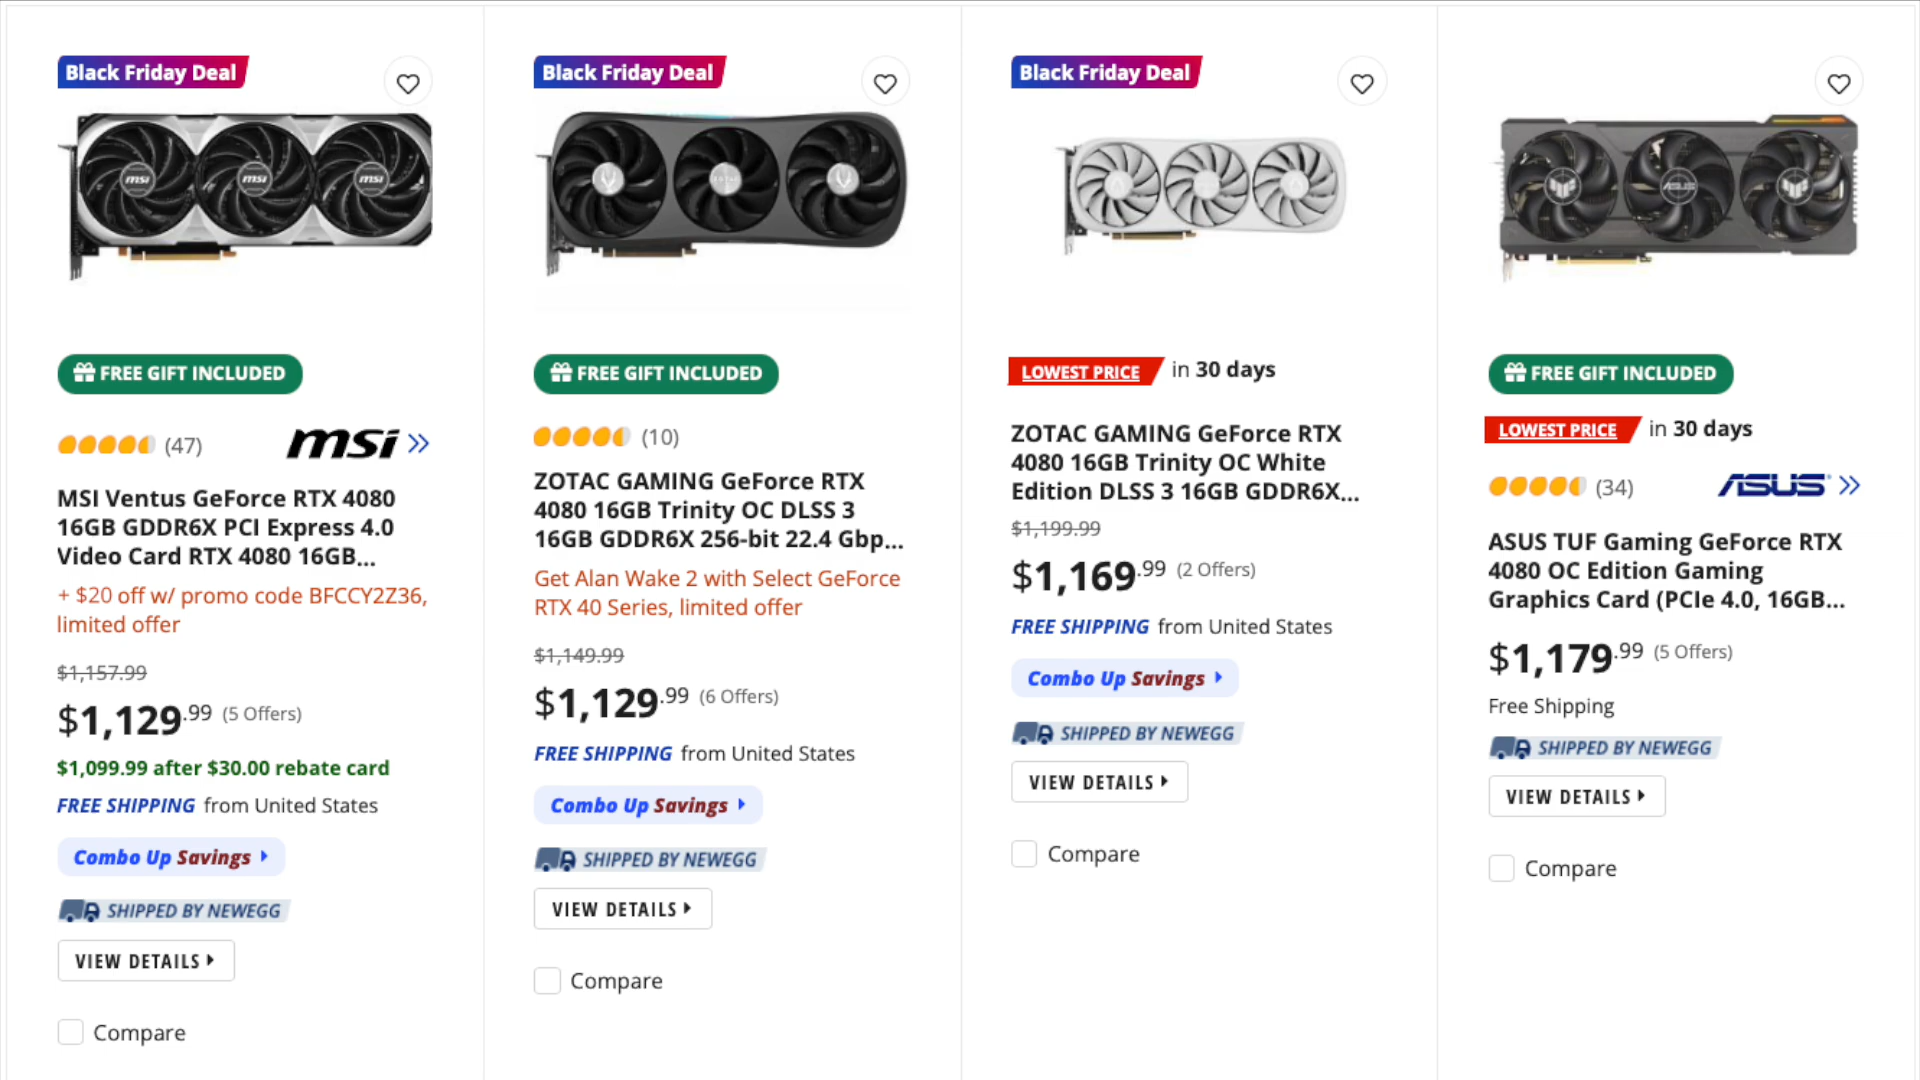 Black Friday Deal
msi msi msi
FREE GIFT INCLUDED
(47)
msi
MSI Ventus GeForce RTX 4080
16GB GDDR6X PCI Express 4.0
Video Card RTX 4080 16GB...
+ $20 off w/ promo code BFCCY2Z36,
limited offer
$1,157.99
$1,129.99 (5 Offers)
$1,099.99 after $30.00 rebate card
FREE SHIPPING from United States
Combo Up Savings
SHIPPED BY NEWEGG
VIEW DETAILS
Compare
Black Friday Deal
ZOTAC
FREE GIFT INCLUDED
(10)
ZOTAC GAMING GeForce RTX
4080 16GB Trinity OC DLSS 3
16GB GDDR6X 256-bit 22.4 Gbp...
Get Alan Wake 2 with Select GeForce
RTX 40 Series, limited offer
$1,149.99
$1,129.99 (6 Offers)
FREE SHIPPING from United States
Combo Up Savings
SHIPPED BY NEWEGG
VIEW DETAILS
Compare
Black Friday Deal
LOWEST PRICE in 30 days
ZOTAC GAMING GeForce RTX
4080 16GB Trinity OC White
Edition DLSS 3 16GB GDDR6X...
$1,199.99
$1,169.99 (2 Offers)
FREE SHIPPING from United States
Combo Up Savings
SHIPPED BY NEWEGG
VIEW DETAILS
Compare
ASUS
FREE GIFT INCLUDED
LOWEST PRICE in 30 days
(34)
ASUS
ASUS TUF Gaming GeForce RTX
4080 OC Edition Gaming
Graphics Card (PCIe 4.0, 16GB...
$1,179.99 (5 Offers)
Free Shipping
SHIPPED BY NEWEGG
VIEW DETAILS
Compare